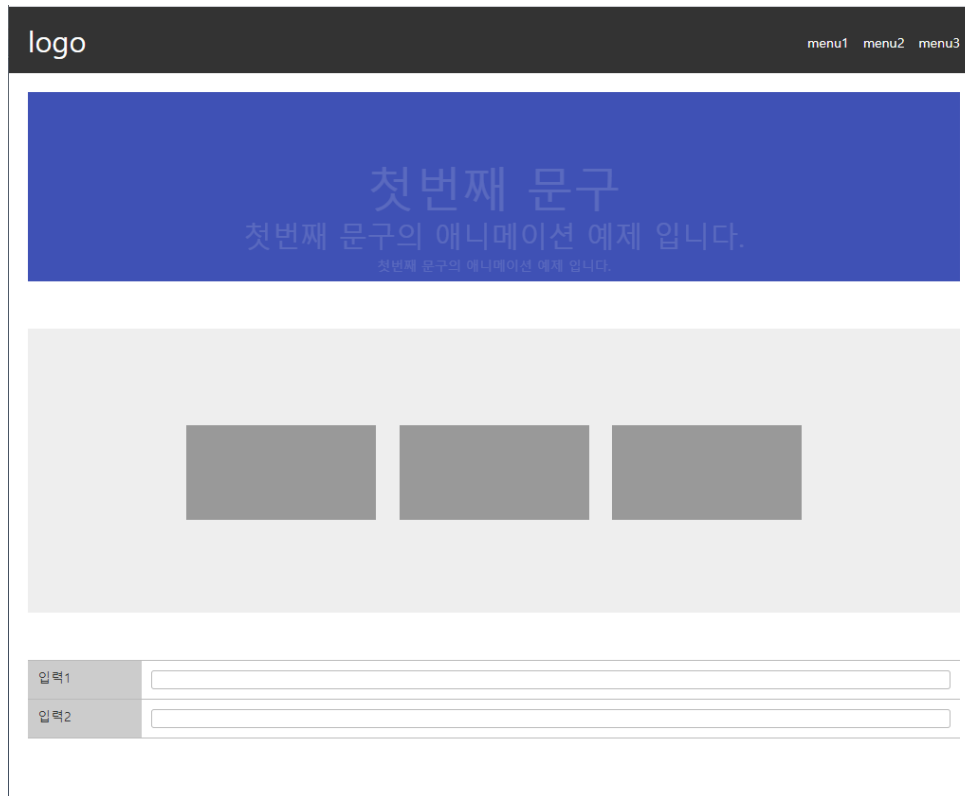 logo
menu1 menu2 menu3
첫번째 문구
첫번째 문구의 애니메이션 예제 입니다.
첫번째 문구의 애니메이션 예제 입니다.
입력1
입력2